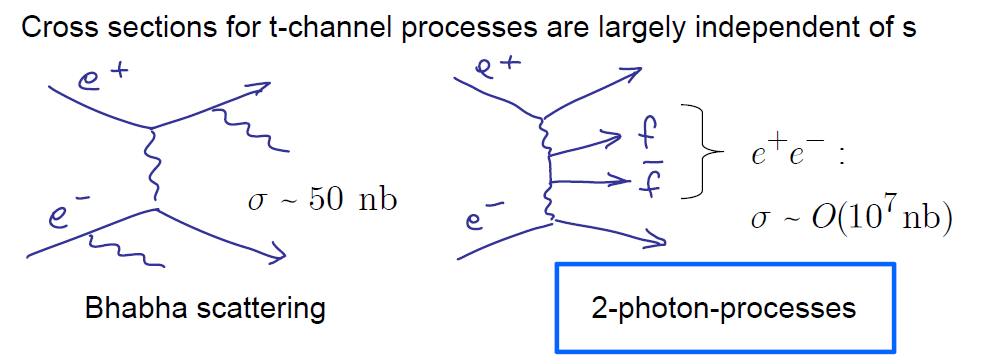 Cross sections for t-channel processes are largely independent of s
e+
e+
f
f̄
e⁺e⁻ :
σ ~ 50 nb
e-
e-
σ ~ O(10⁷ nb)
Bhabha scattering
2-photon-processes